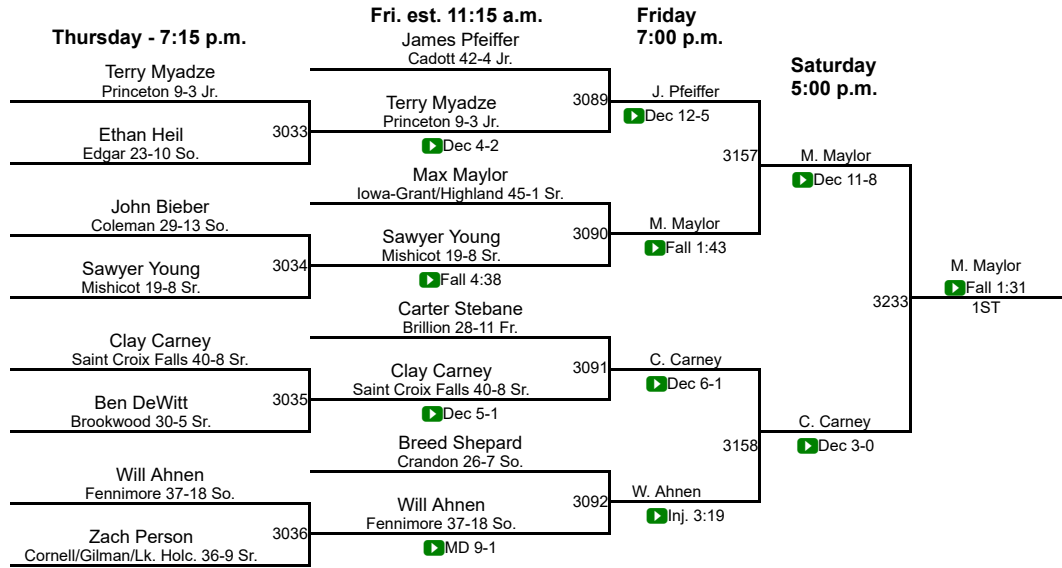 Thursday - 7:15 p.m.
Terry Myadze
Princeton 9-3 Jr.
Ethan Heil
Edgar 23-10 So.
3033
John Bieber
Coleman 29-13 So.
Sawyer Young
Mishicot 19-8 Sr.
3034
Clay Carney
Saint Croix Falls 40-8 Sr.
Ben DeWitt
Brookwood 30-5 Sr.
3035
Will Ahnen
Fennimore 37-18 So.
Zach Person
Cornell/Gilman/Lk. Holc. 36-9 Sr.
3036
Fri. est. 11:15 a.m.
James Pfeiffer
Cadott 42-4 Jr.
Terry Myadze
Princeton 9-3 Jr.
Dec 4-2
3089
Max Maylor
Iowa-Grant/Highland 45-1 Sr.
Sawyer Young
Mishicot 19-8 Sr.
Fall 4:38
3090
Carter Stebane
Brillion 28-11 Fr.
Clay Carney
Saint Croix Falls 40-8 Sr.
Dec 5-1
3091
Breed Shepard
Crandon 26-7 So.
Will Ahnen
Fennimore 37-18 So.
MD 9-1
3092
Friday
7:00 p.m.
J. Pfeiffer
Dec 12-5
3157
M. Maylor
Fall 1:43
C. Carney
Dec 6-1
3158
W. Ahnen
Inj. 3:19
Saturday
5:00 p.m.
M. Maylor
Dec 11-8
3233
C. Carney
Dec 3-0
M. Maylor
Fall 1:31
1ST